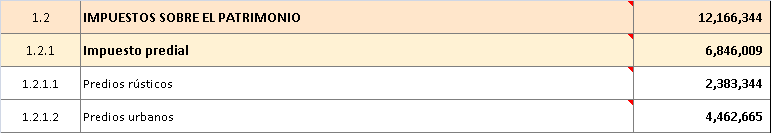 1.2 IMPUESTOS SOBRE EL PATRIMONIO 12,166,344
1.2.1 Impuesto predial 6,846,009
1.2.1.1 Predios rústicos 2,383,344
1.2.1.2 Predios urbanos 4,462,665